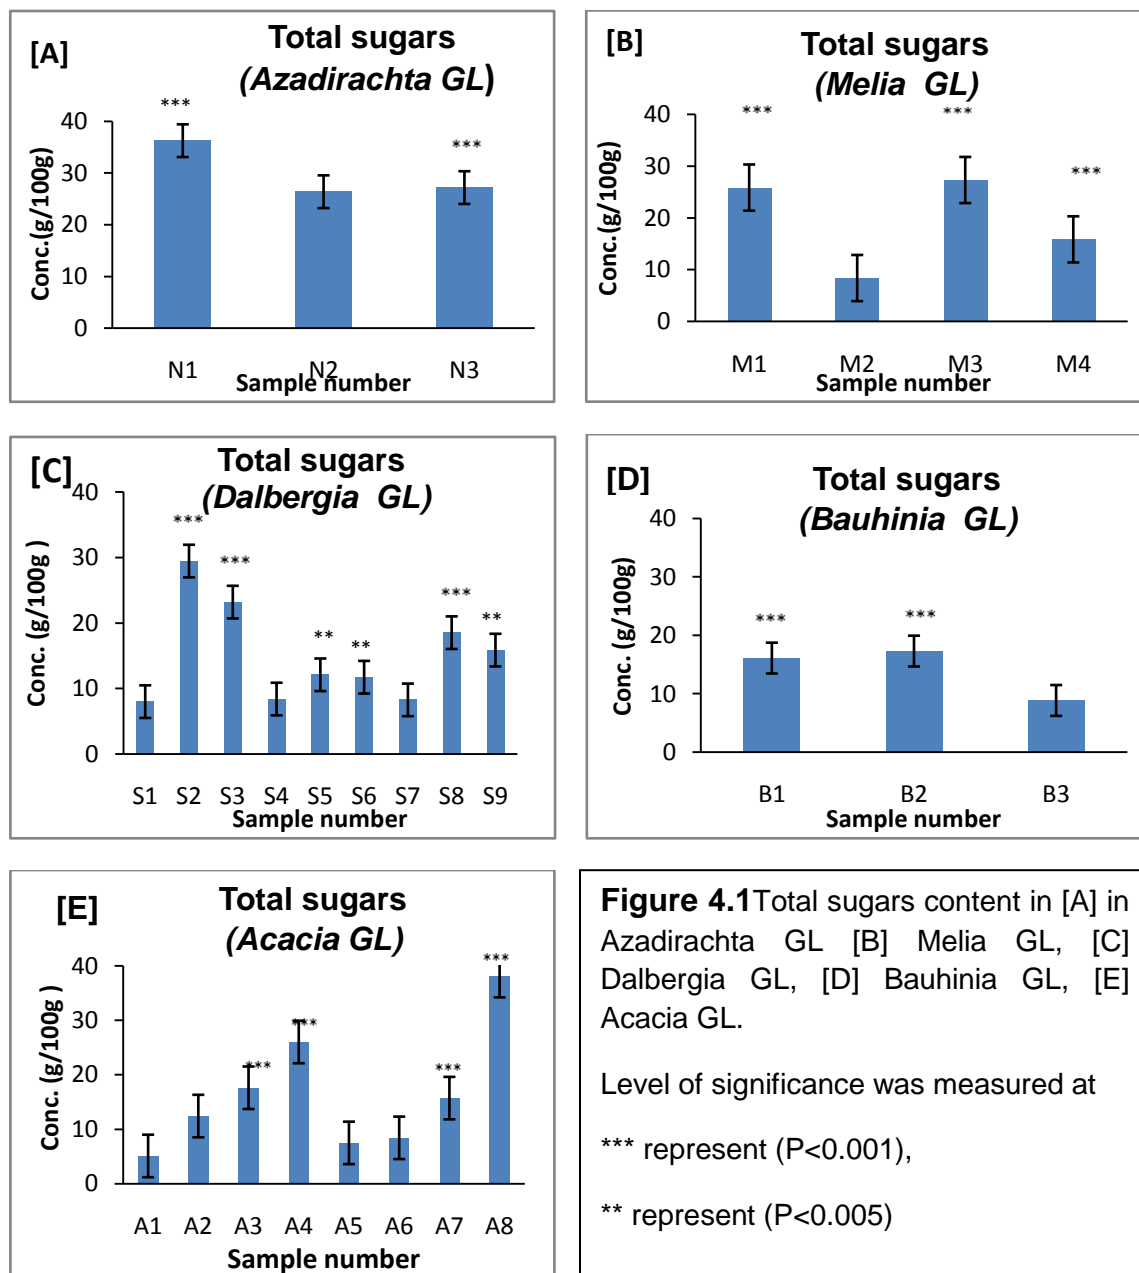 [A]
Total sugars
(Azadirachta GL)
Conc.(g/100g)
40
30
20
10
0
***
***
N1 N2 N3
Sample number
[B]
Total sugars
(Melia GL)
Conc.(g/100g)
40
30
20
10
0
***
***
***
M1 M2 M3 M4
Sample number
[C]
Total sugars
(Dalbergia GL)
Conc. (g/100g)
40
30
20
10
0
***
***
**
**
***
**
S1 S2 S3 S4 S5 S6 S7 S8 S9
Sample number
[D]
Total sugars
(Bauhinia GL)
Conc. (g/100g)
40
30
20
10
0
***
***
B1 B2 B3
Sample number
[E]
Total sugars
(Acacia GL)
Conc. (g/100g)
40
30
20
10
0
***
***
***
***
A1 A2 A3 A4 A5 A6 A7 A8
Sample number
Figure 4.1Total sugars content in [A] in
Azadirachta GL [B] Melia GL, [C]
Dalbergia GL, [D] Bauhinia GL, [E]
Acacia GL.
Level of significance was measured at
*** represent (P<0.001),
** represent (P<0.005)